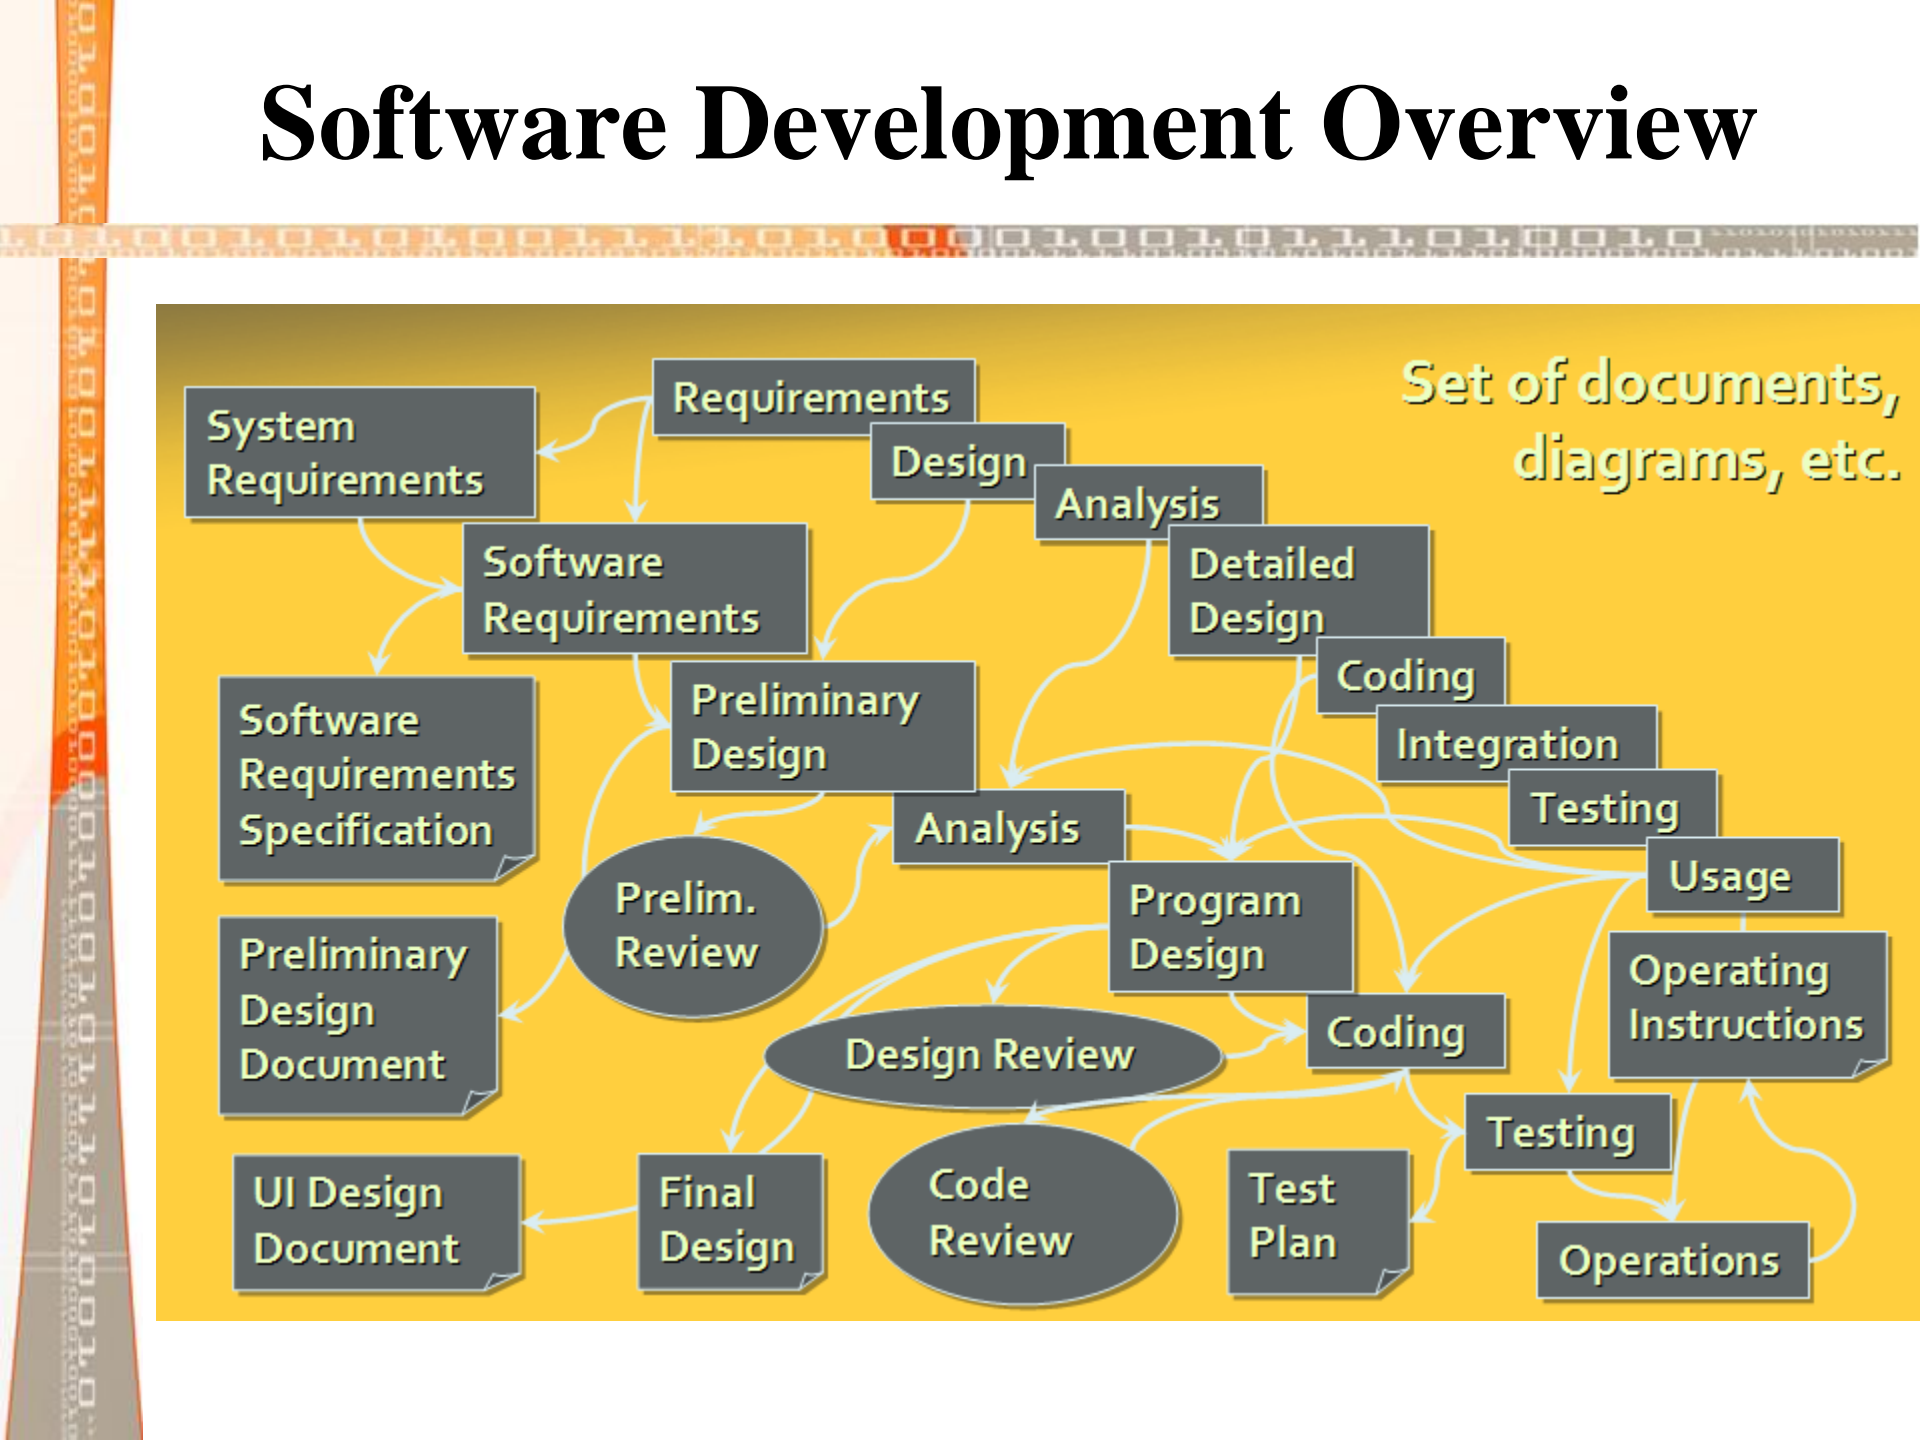 Software Development Overview
Set of documents,
diagrams, etc.
Requirements
Design
Analysis
Detailed
Design
Coding
Integration
Testing
Usage
System
Requirements
Software
Requirements
Software
Requirements
Specification
Preliminary
Design
Analysis
Prelim.
Review
Program
Design
Preliminary
Design
Document
Design Review
Coding
Operating
Instructions
Testing
UI Design
Document
Final
Design
Code
Review
Test
Plan
Operations